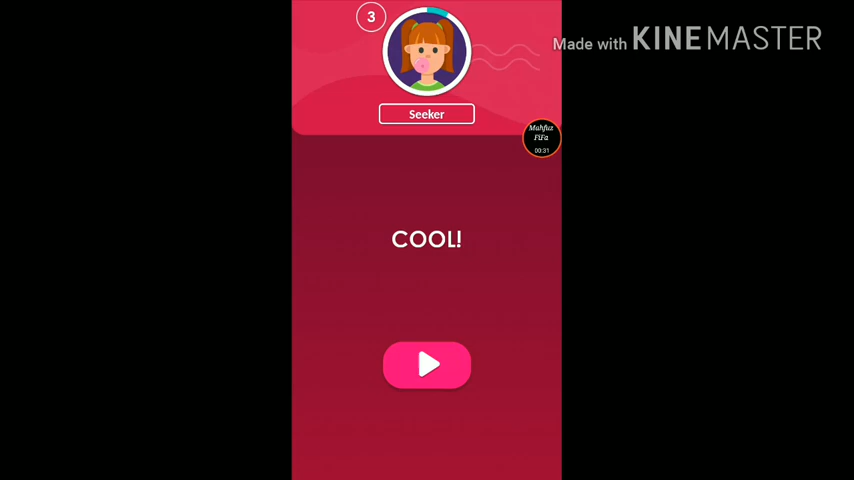 3
Made with KINEMASTER
Seeker
Mahfuz
FiFa
00:31
COOL!